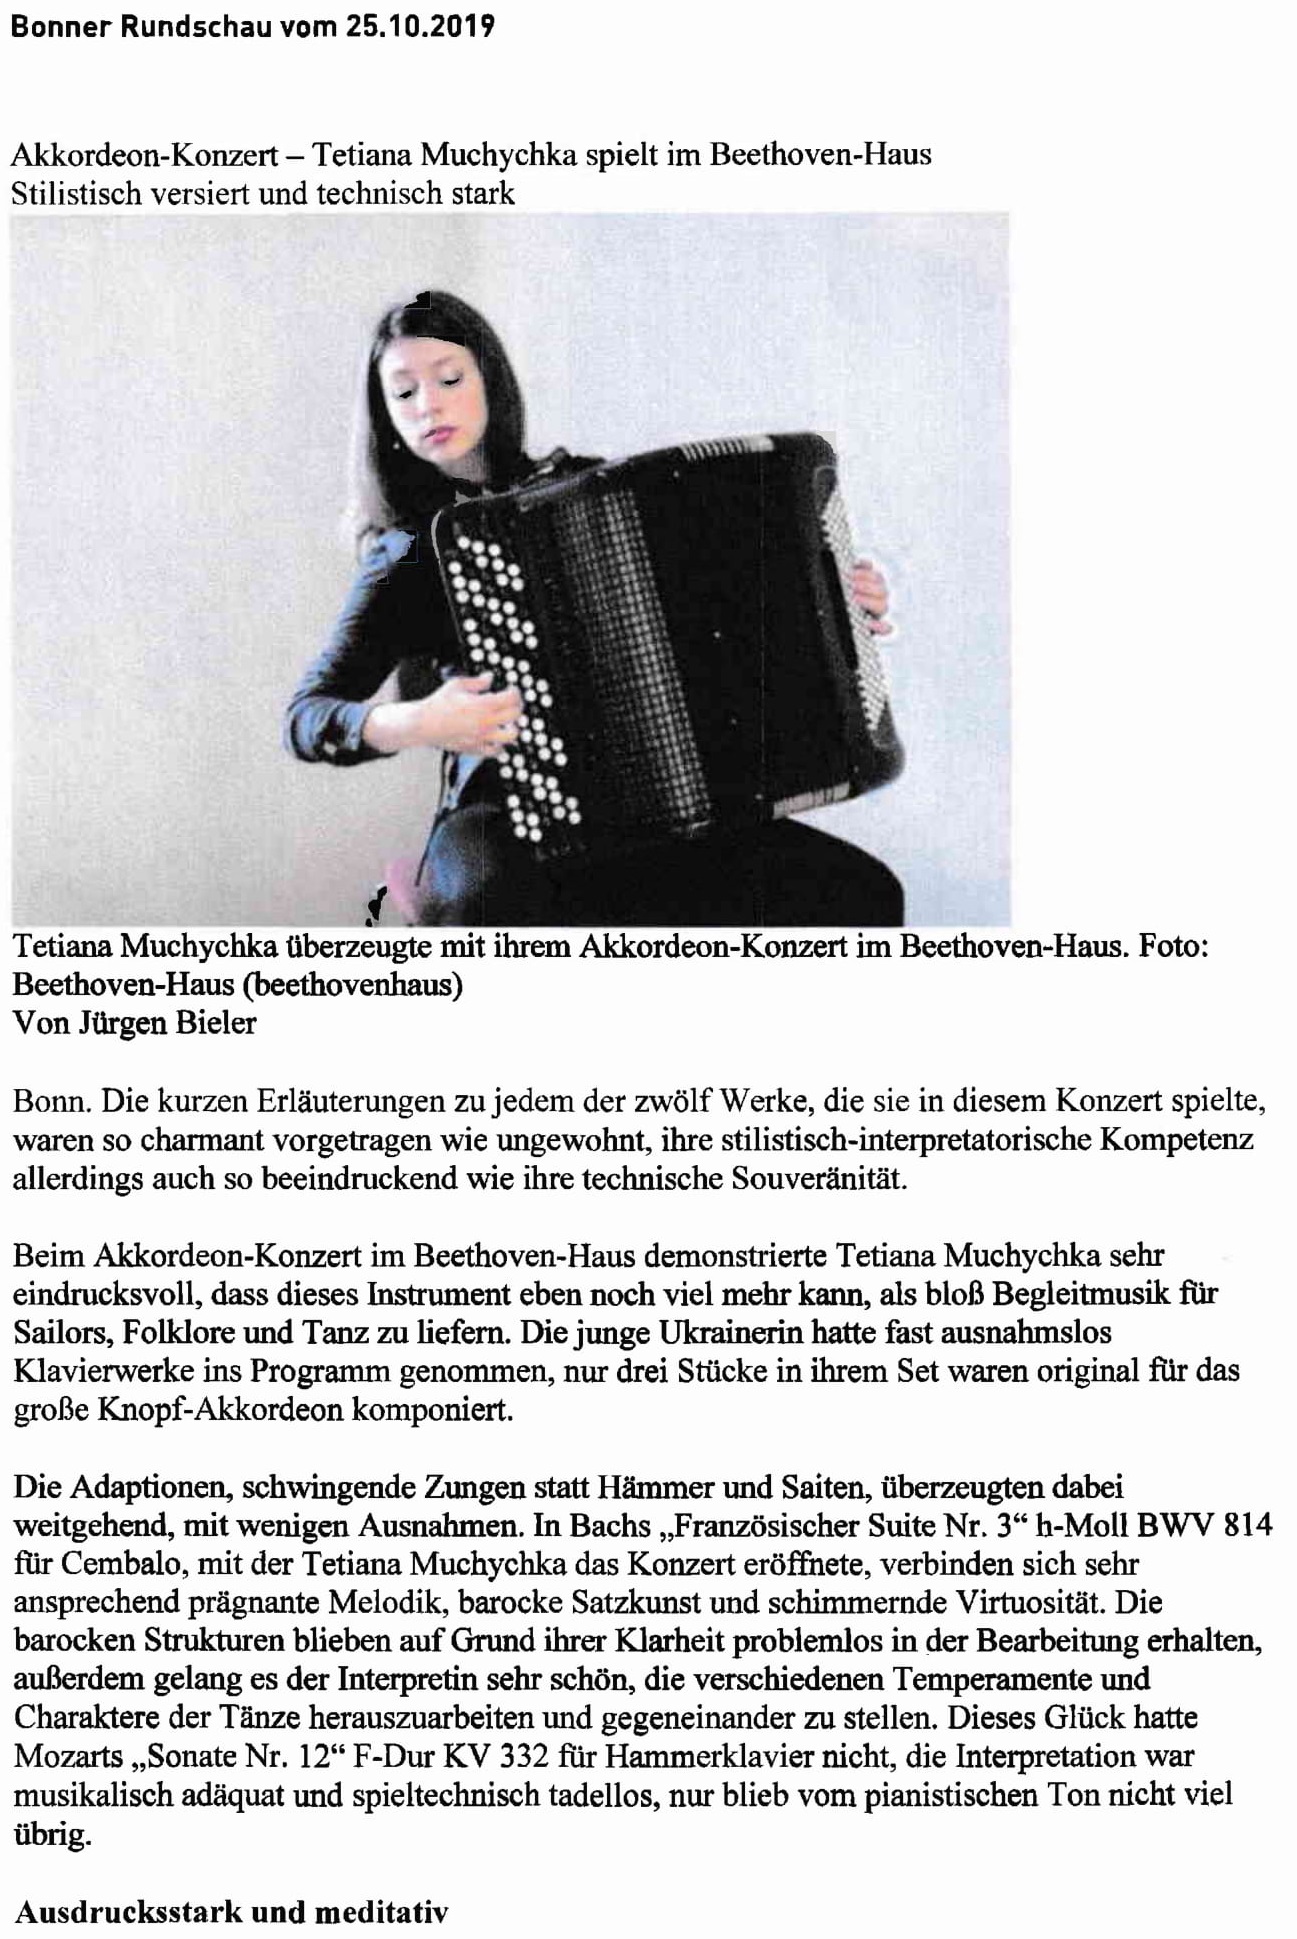 Bonner Rundschau vom 25.10.2019
Akkordeon-Konzert – Tetiana Muchychka spielt im Beethoven-Haus
Stilistisch versiert und technisch stark
Tetiana Muchychka überzeugte mit ihrem Akkordeon-Konzert im Beethoven-Haus. Foto:
Beethoven-Haus (beethovenhaus)
Von Jürgen Bieler
Bonn. Die kurzen Erläuterungen zu jedem der zwölf Werke, die sie in diesem Konzert spielte,
waren so charmant vorgetragen wie ungewohnt, ihre stilistisch-interpretatorische Kompetenz
allerdings auch so beeindruckend wie ihre technische Souveränität.
Beim Akkordeon-Konzert im Beethoven-Haus demonstrierte Tetiana Muchychka sehr
eindrucksvoll, dass dieses Instrument eben noch viel mehr kann, als bloß Begleitmusik für
Sailors, Folklore und Tanz zu liefern. Die junge Ukrainerin hatte fast ausnahmslos
Klavierwerke ins Programm genommen, nur drei Stücke in ihrem Set waren original für das
große Knopf-Akkordeon komponiert.
Die Adaptionen, schwingende Zungen statt Hämmer und Saiten, überzeugten dabei
weitgehend, mit wenigen Ausnahmen. In Bachs „Französischer Suite Nr. 3“ h-Moll BWV 814
für Cembalo, mit der Tetiana Muchychka das Konzert eröffnete, verbinden sich sehr
ansprechend prägnante Melodik, barocke Satzkunst und schimmernde Virtuosität. Die
barocken Strukturen blieben auf Grund ihrer Klarheit problemlos in der Bearbeitung erhalten,
außerdem gelang es der Interpretin sehr schön, die verschiedenen Temperamente und
Charaktere der Tänze herauszuarbeiten und gegeneinander zu stellen. Dieses Glück hatte
Mozarts „Sonate Nr. 12“ F-Dur KV 332 für Hammerklavier nicht, die Interpretation war
musikalisch adäquat und spieltechnisch tadellos, nur blieb vom pianistischen Ton nicht viel
übrig.
Ausdrucksstark und meditativ